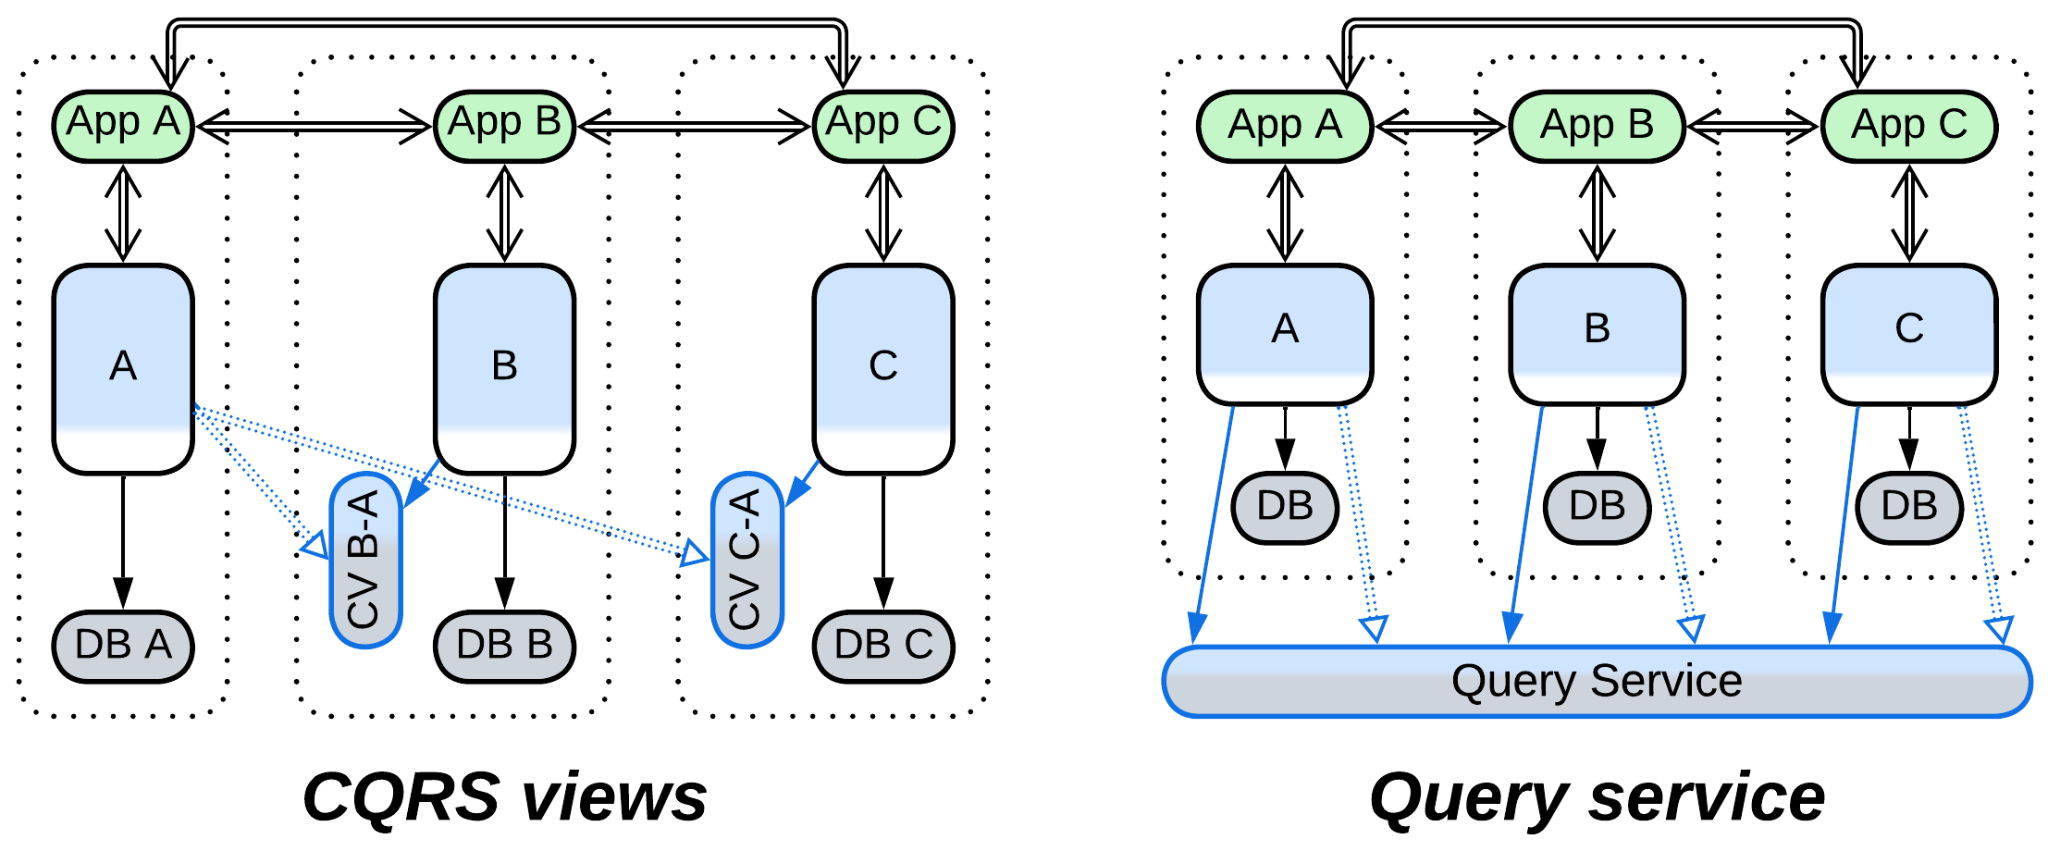 App A
App B
App C
A
B
C
CV B-A
CV C-A
DB A
DB B
DB C
CQRS views
App A
App B
App C
A
B
C
DB
DB
DB
Query Service
Query service